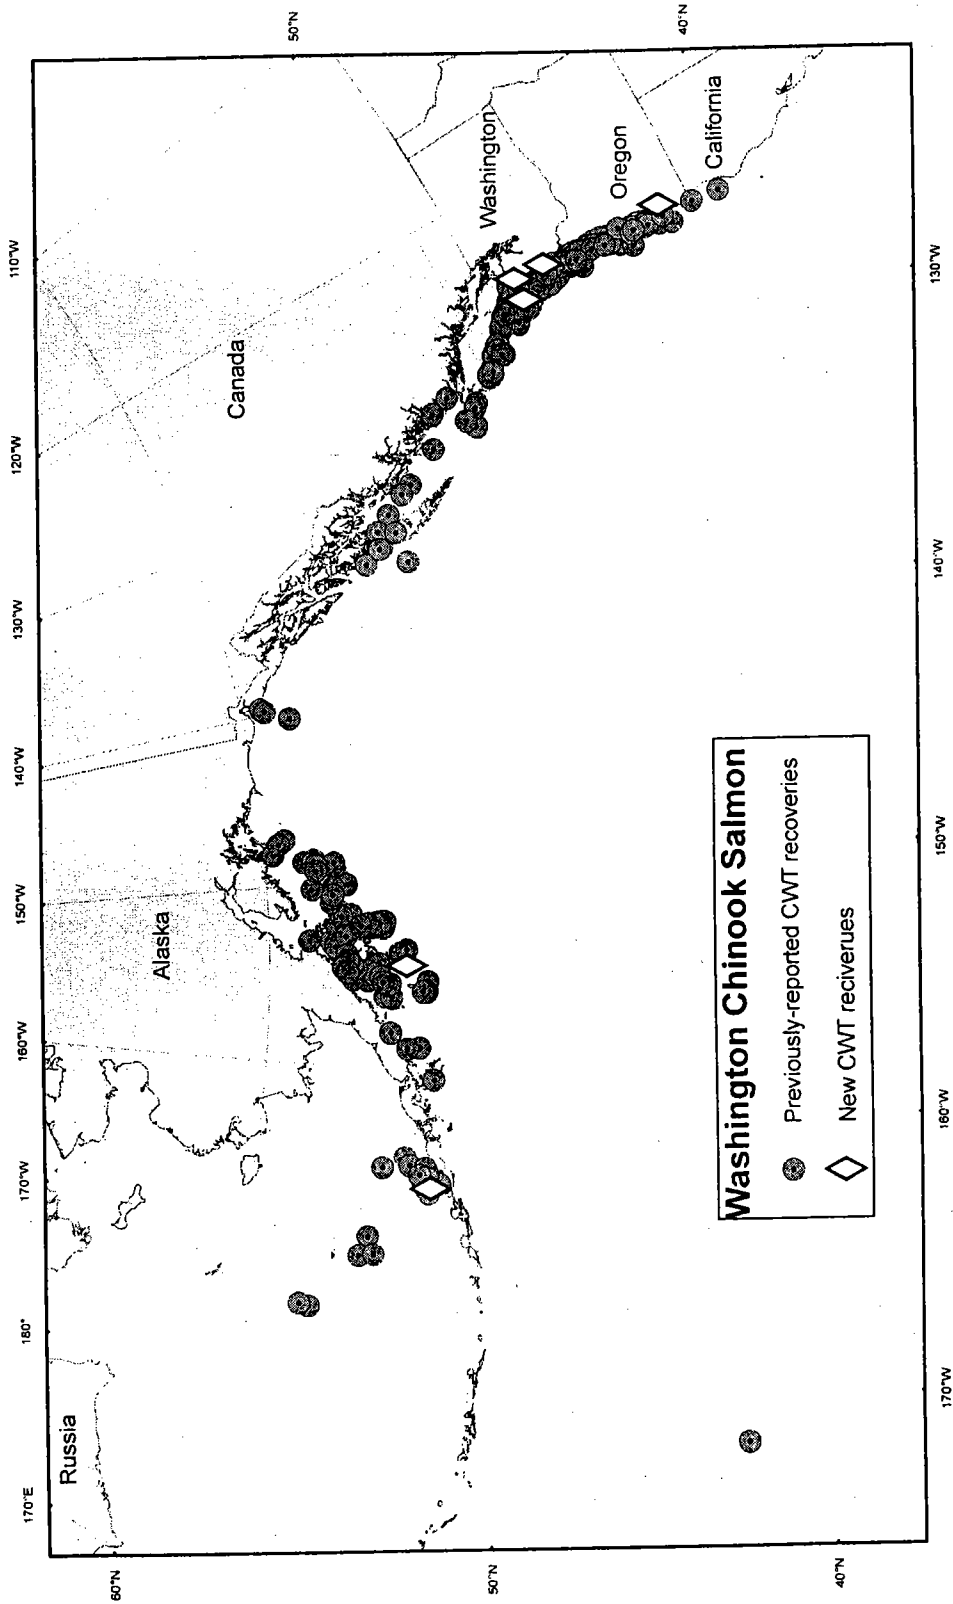 170°E
180°
170°W
160°W
150°W
140°W
130°W
120°W
110°W
Russia
Alaska
Canada
Washington
Oregon
California
60°N
50°N
40°N
50°N
40°N
170°W
160°W
150°W
140°W
130°W
Washington Chinook Salmon
Previously-reported CWT recoveries
New CWT reciverues